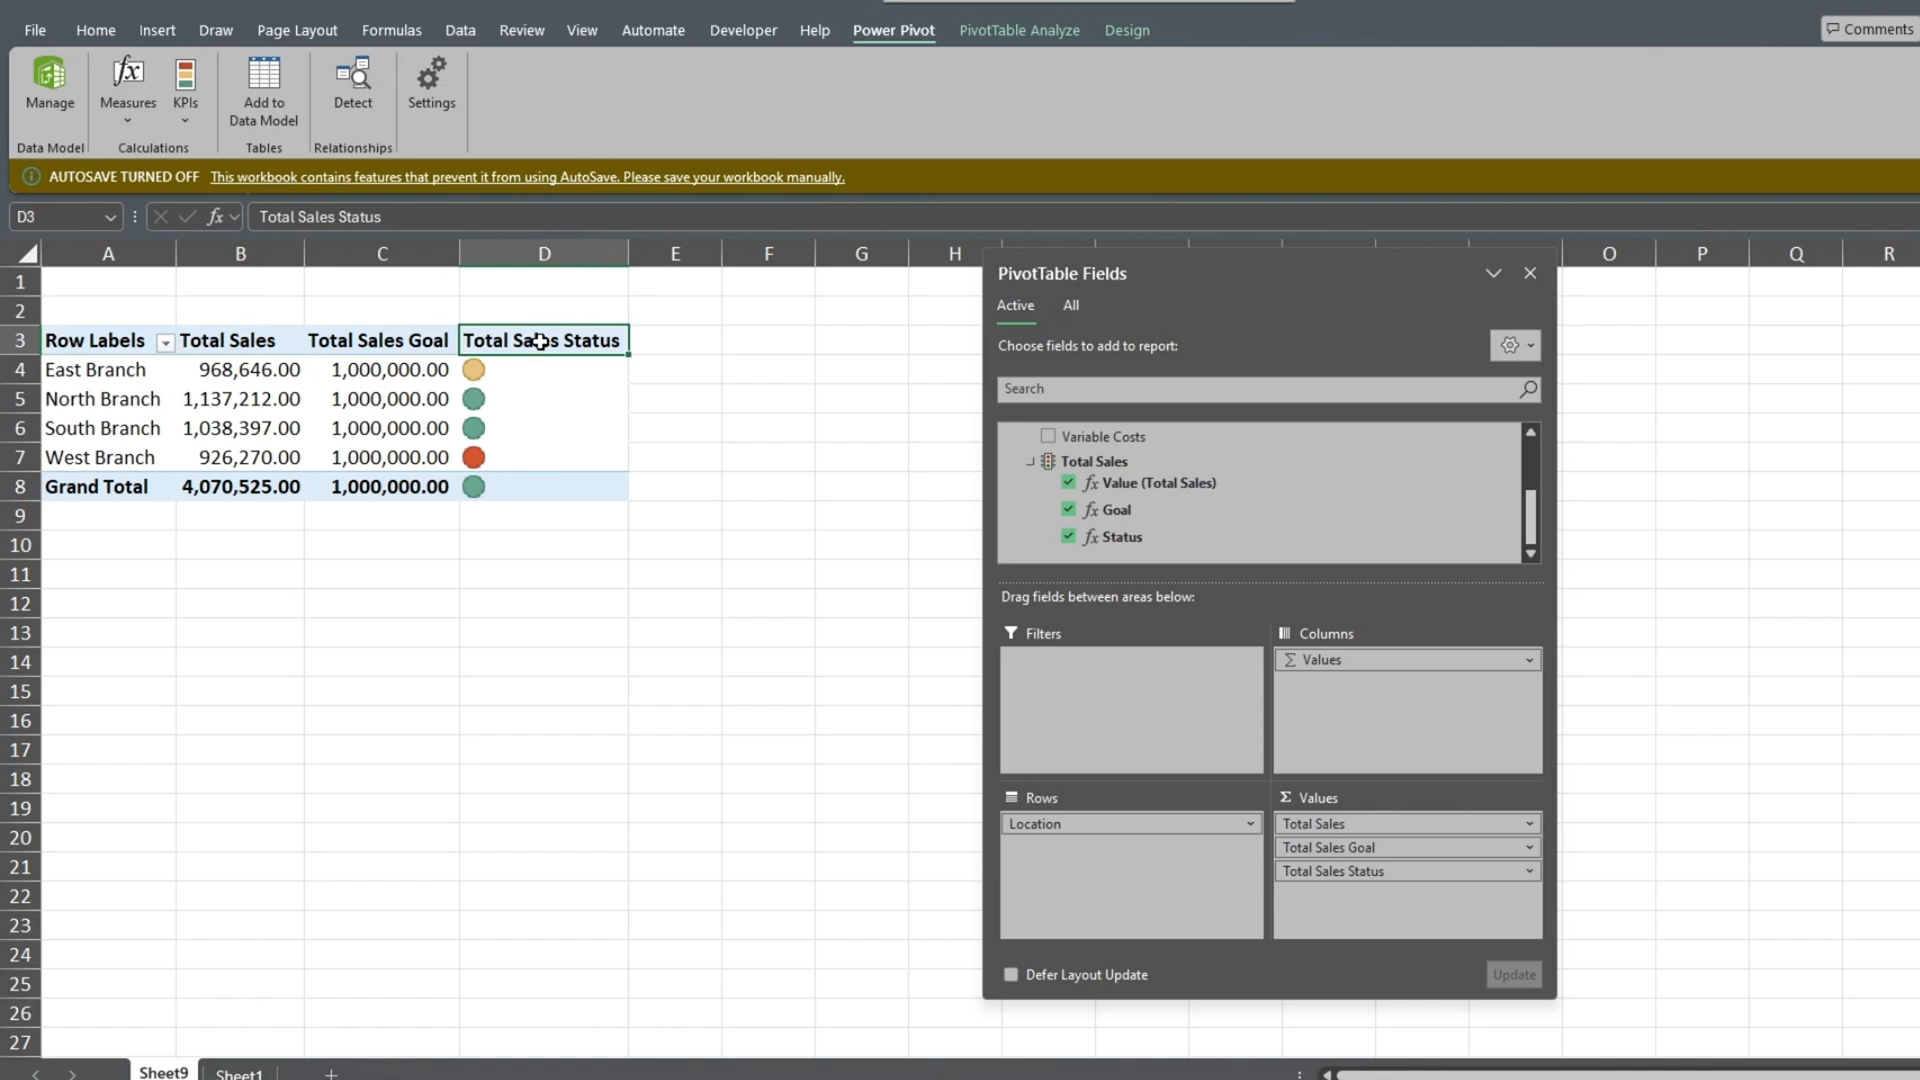 File Home Insert Draw Page Layout Formulas Data Review View Automate Developer Help Power Pivot PivotTable Analyze Design Comments
Manage Measures KPIs Add to Data Model Detect Settings
Data Model Calculations Tables Relationships
AUTOSAVE TURNED OFF This workbook contains features that prevent it from using AutoSave. Please save your workbook manually.
D3 fx Total Sales Status
A B C D E F G H O P Q R
1
2
3 Row Labels Total Sales Total Sales Goal Total Sales Status
4 East Branch 968,646.00 1,000,000.00
5 North Branch 1,137,212.00 1,000,000.00
6 South Branch 1,038,397.00 1,000,000.00
7 West Branch 926,270.00 1,000,000.00
8 Grand Total 4,070,525.00 1,000,000.00
9
10
11
12
13
14
15
16
17
18
19
20
21
22
23
24
25
26
27
PivotTable Fields
Active All
Choose fields to add to report:
Search
Variable Costs
Total Sales
fx Value (Total Sales)
fx Goal
fx Status
Drag fields between areas below:
Filters Columns
Σ Values
Rows Σ Values
Location Total Sales
Total Sales Goal
Total Sales Status
Defer Layout Update Update
Sheet9 Sheet1 +